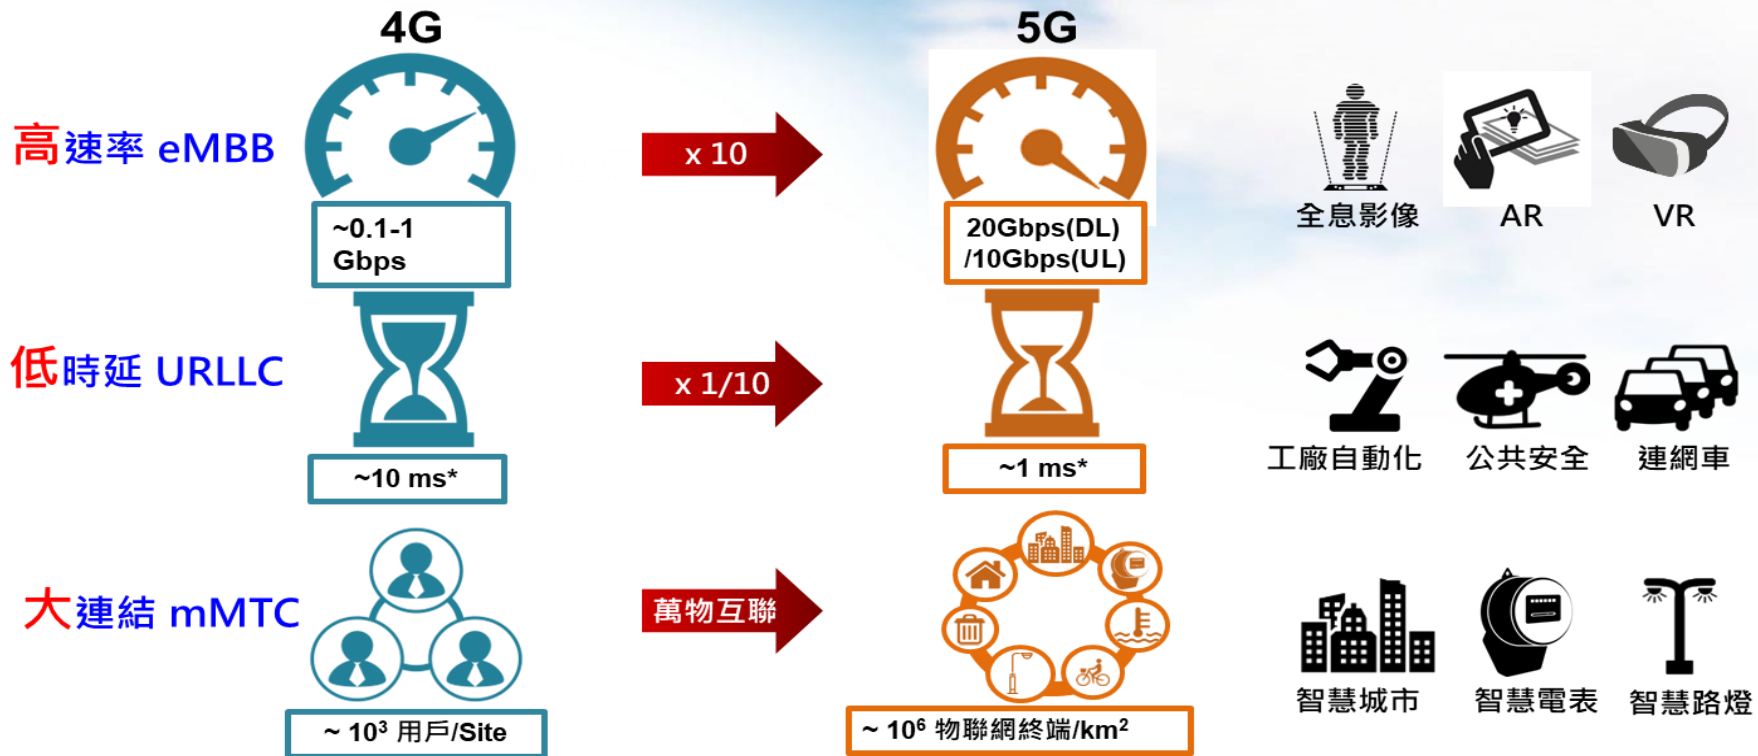 4G
5G
高速率 eMBB
x 10
~0.1-1
Gbps
20Gbps(DL)
/10Gbps(UL)
全息影像
AR
VR
低時延 URLLC
x 1/10
~10 ms*
~1 ms*
工廠自動化
公共安全
連網車
大連結 mMTC
萬物互聯
~ 10³ 用戶/Site
~ 10⁶ 物聯網終端/km²
智慧城市
智慧電表
智慧路燈